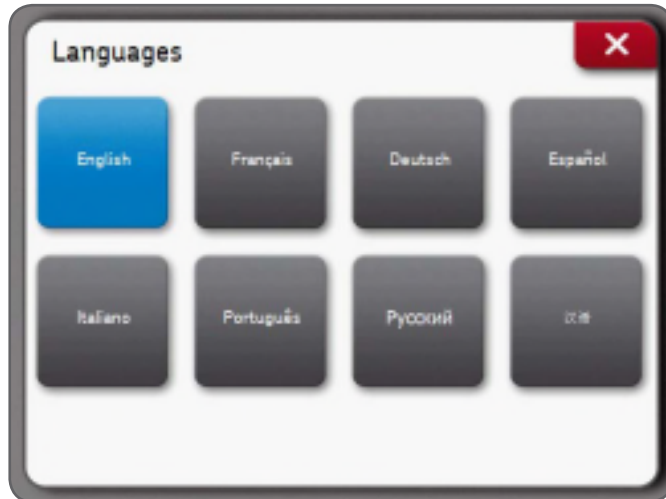 Languages
English
Français
Deutsch
Español
Italiano
Português
Русский